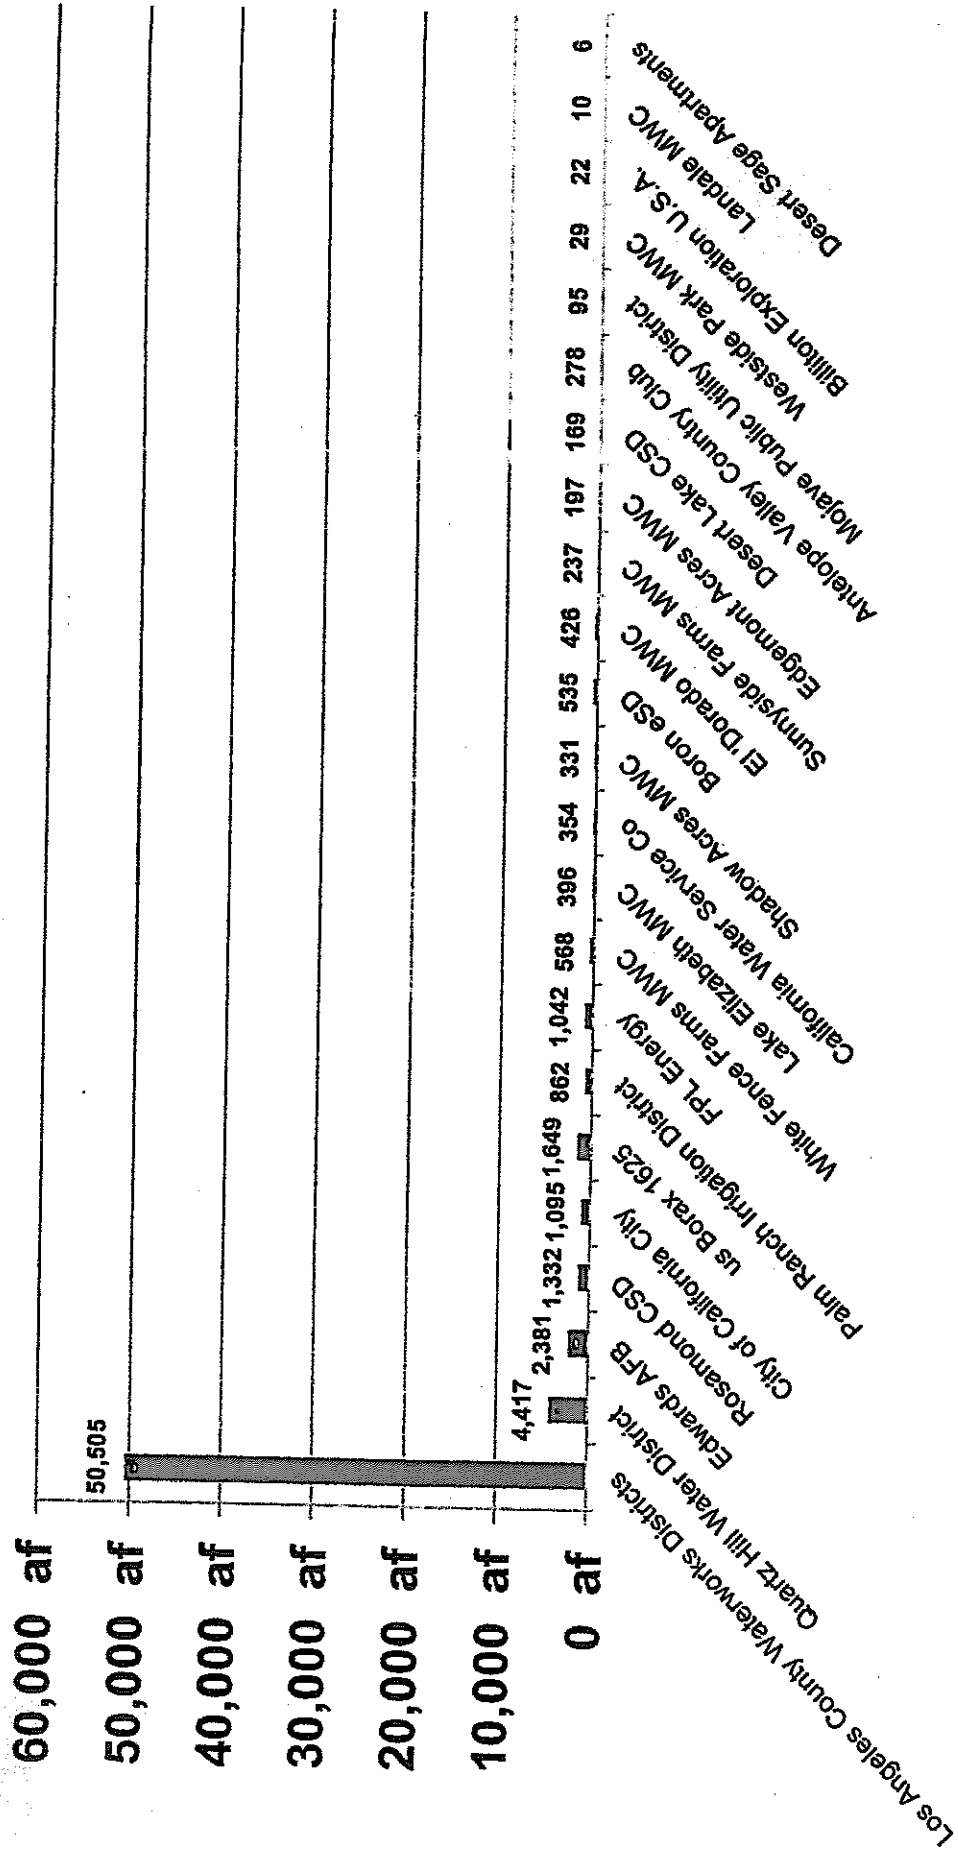 60,000 af
50,000 af
40,000 af
30,000 af
20,000 af
10,000 af
0 af
50,505
4,417
2,381
1,332
1,095
1,649
862
1,042
568
396
354
331
535
426
237
197
169
278
95
29
22
10
6
Los Angeles County Waterworks Districts
Quartz Hill Water District
Edwards AFB
Rosamond CSD
City of California City
us Borax 1625
Palm Ranch Irrigation District
FPL Energy
White Fence Farms MWC
Lake Elizabeth MWC
California Water Service Co
Shadow Acres MWC
Boron eSD
El'Dorado MWC
Sunnyside Farms MWC
Edgemont Acres MWC
Desert Lake CSD
Antelope Valley Country Club
Mojave Public Utility District
Westside Park MWC
Billiton Exploration U.S.A.
Landale MWC
Desert Sage Apartments